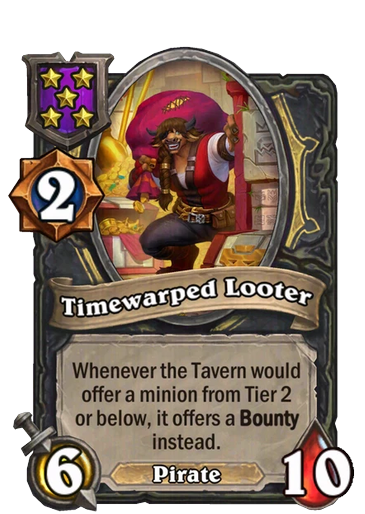 2
Timewarped Looter
Whenever the Tavern would
offer a minion from Tier 2
or below, it offers a Bounty
instead.
Pirate
6
10